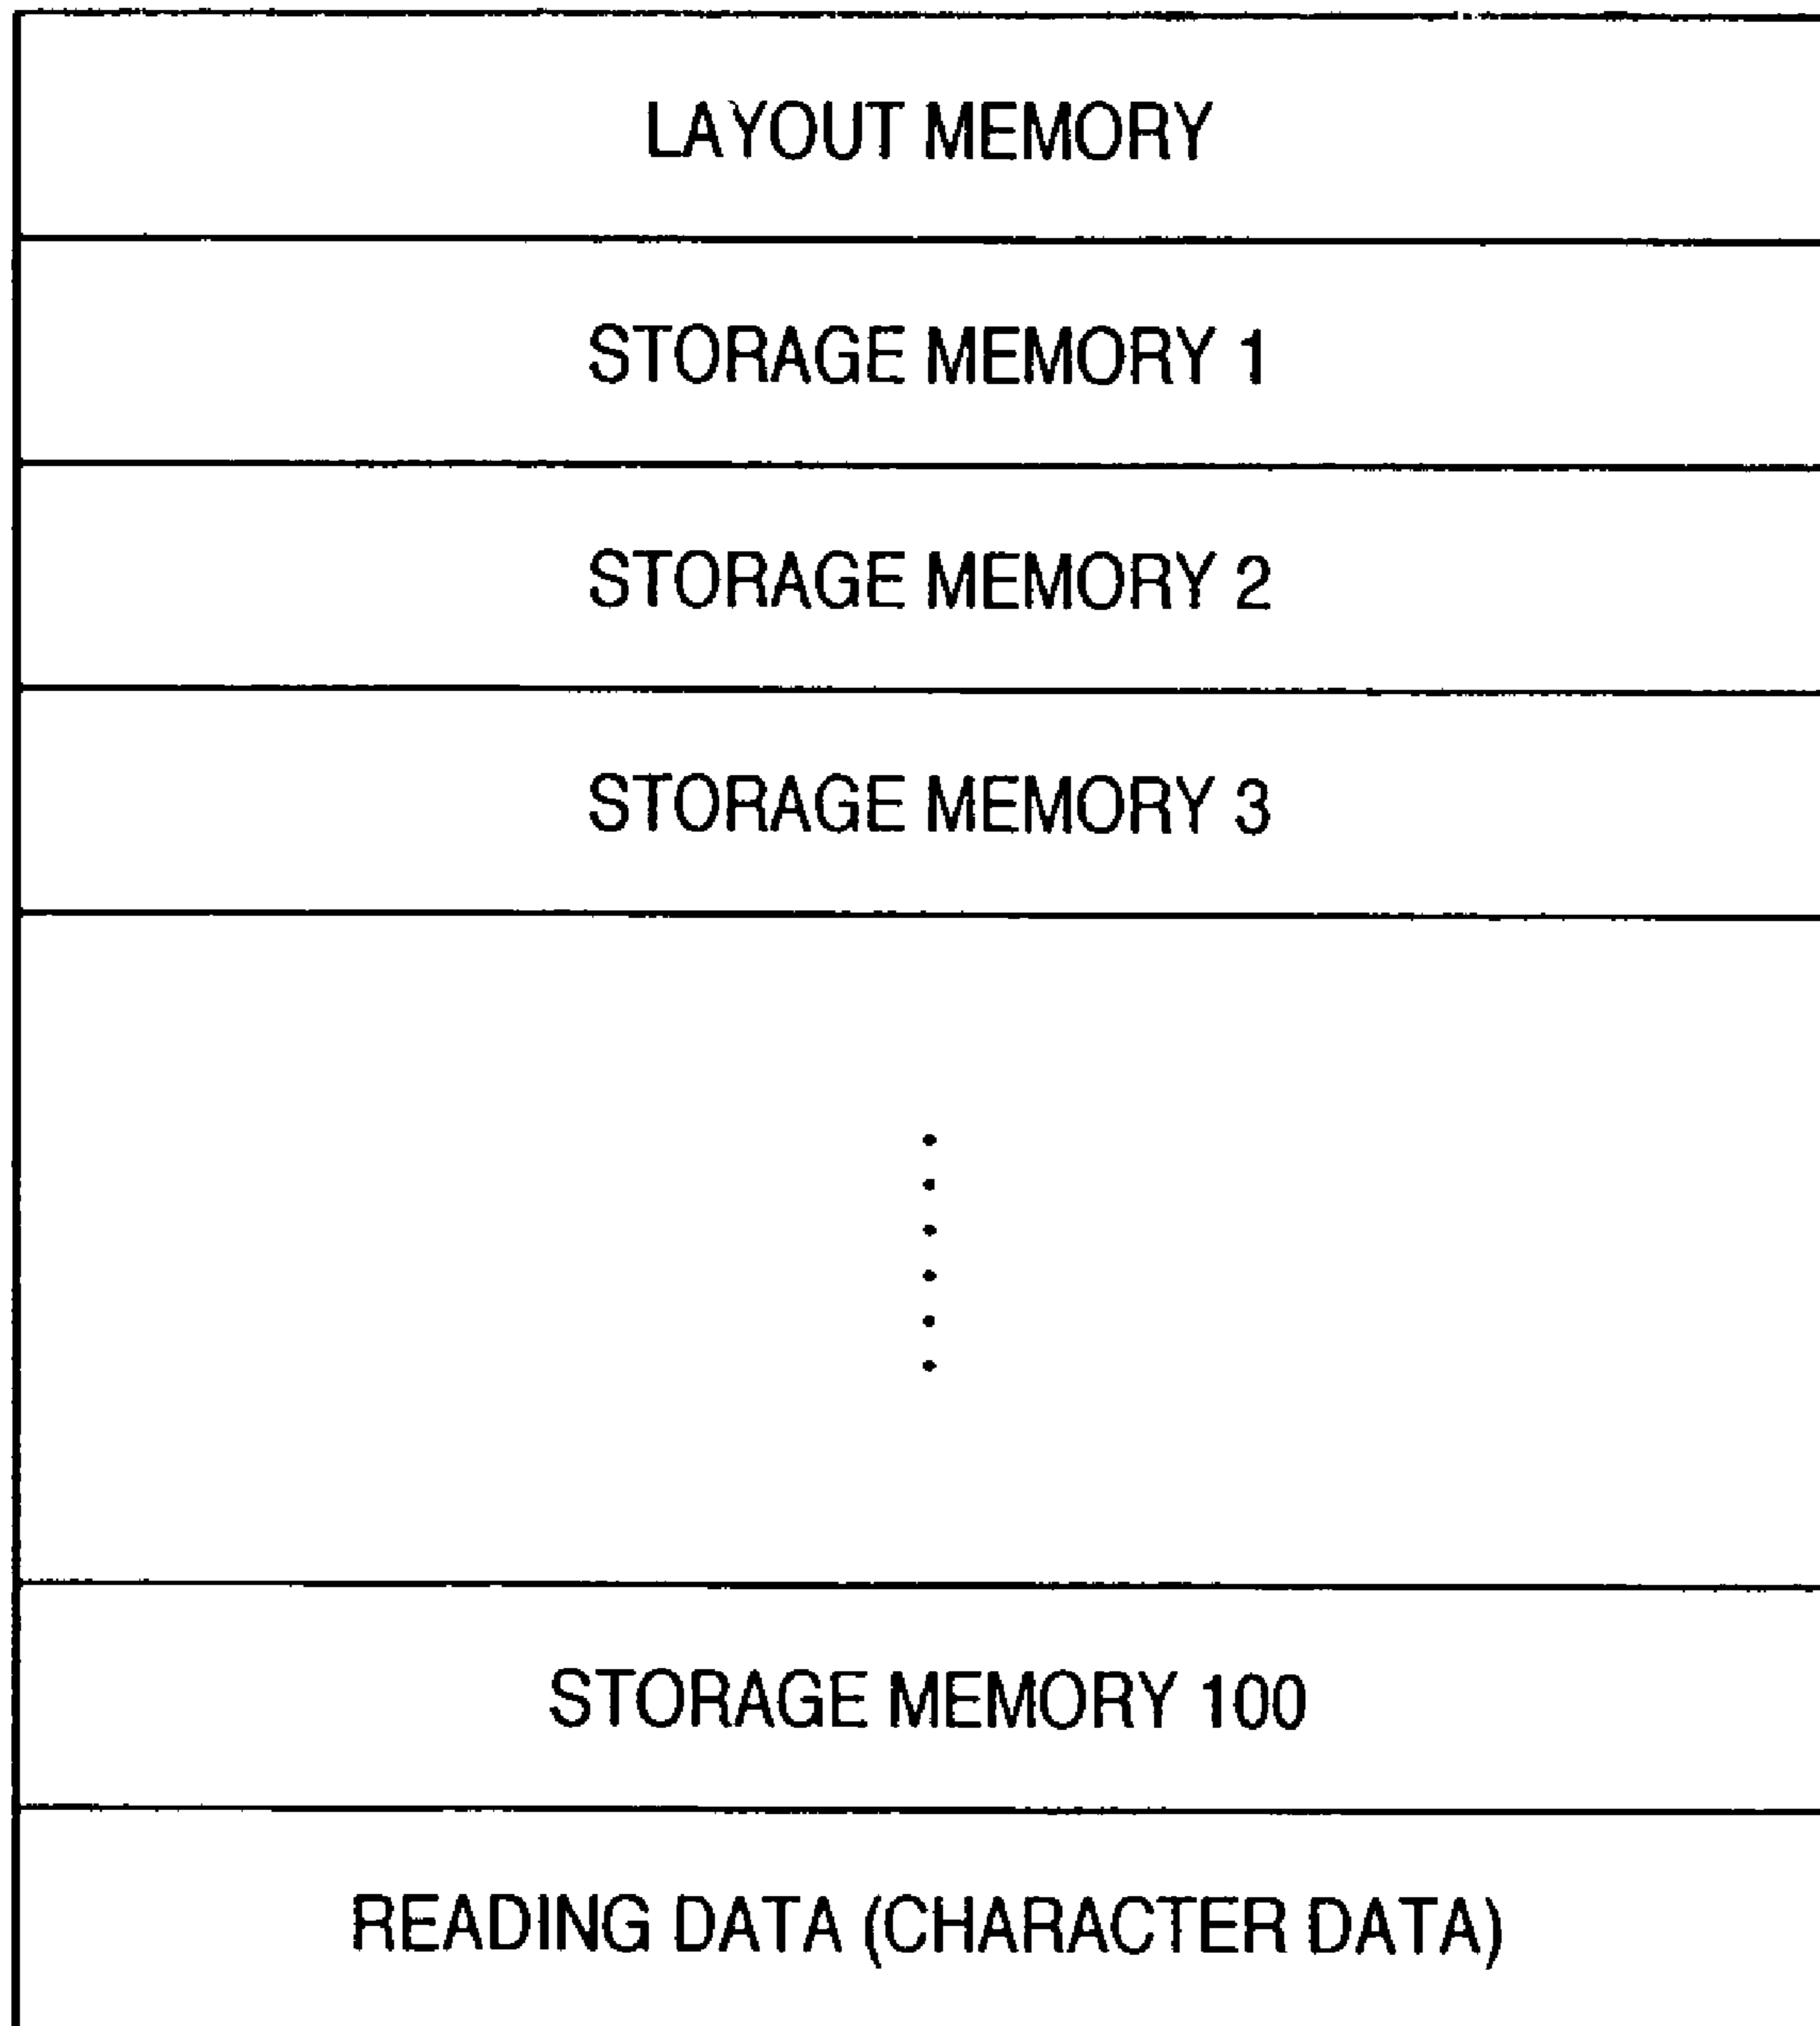 LAYOUT MEMORY
STORAGE MEMORY 1
STORAGE MEMORY 2
STORAGE MEMORY 3
STORAGE MEMORY 100
READING DATA (CHARACTER DATA)